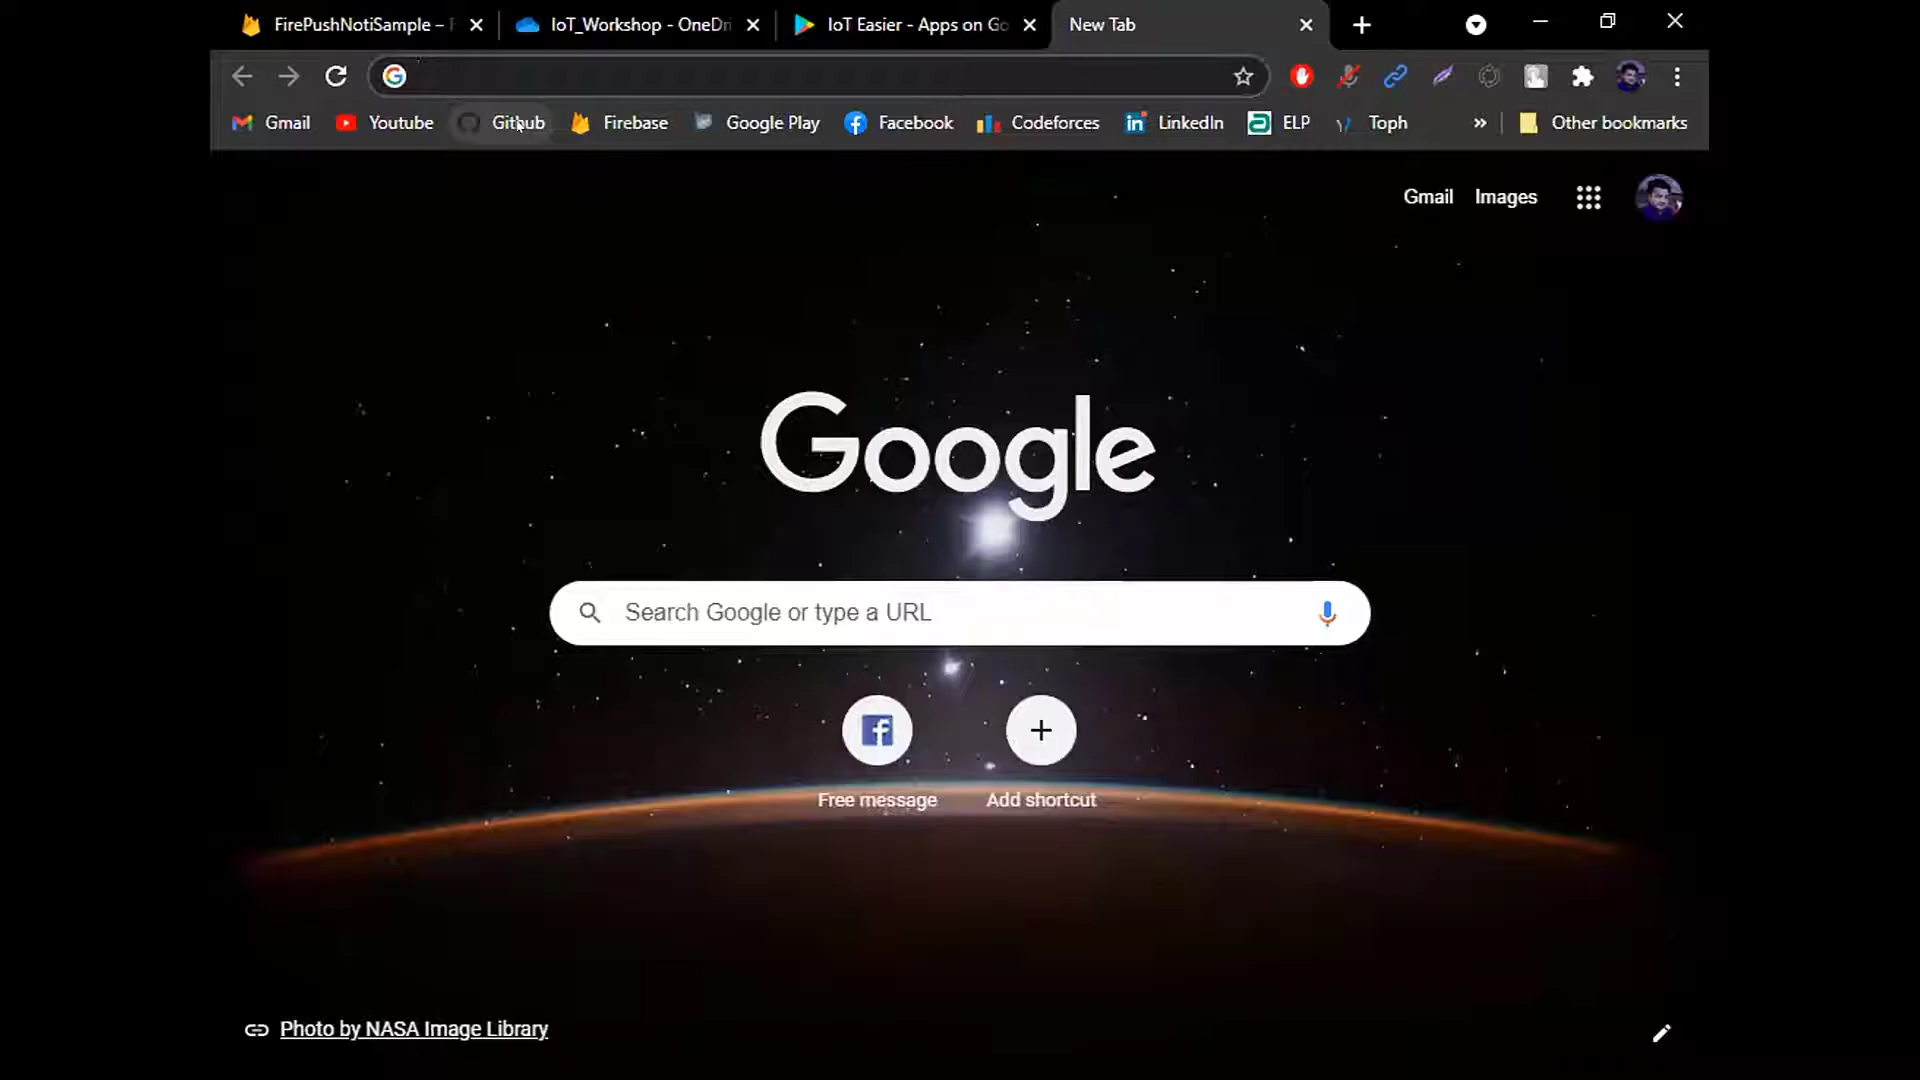 FirePushNotiSample – F
IoT_Workshop - OneDri
IoT Easier - Apps on Go
New Tab
Gmail
Youtube
Github
Firebase
Google Play
Facebook
Codeforces
LinkedIn
ELP
Toph
»
Other bookmarks
Gmail Images
Google
Search Google or type a URL
Free message
Add shortcut
Photo by NASA Image Library